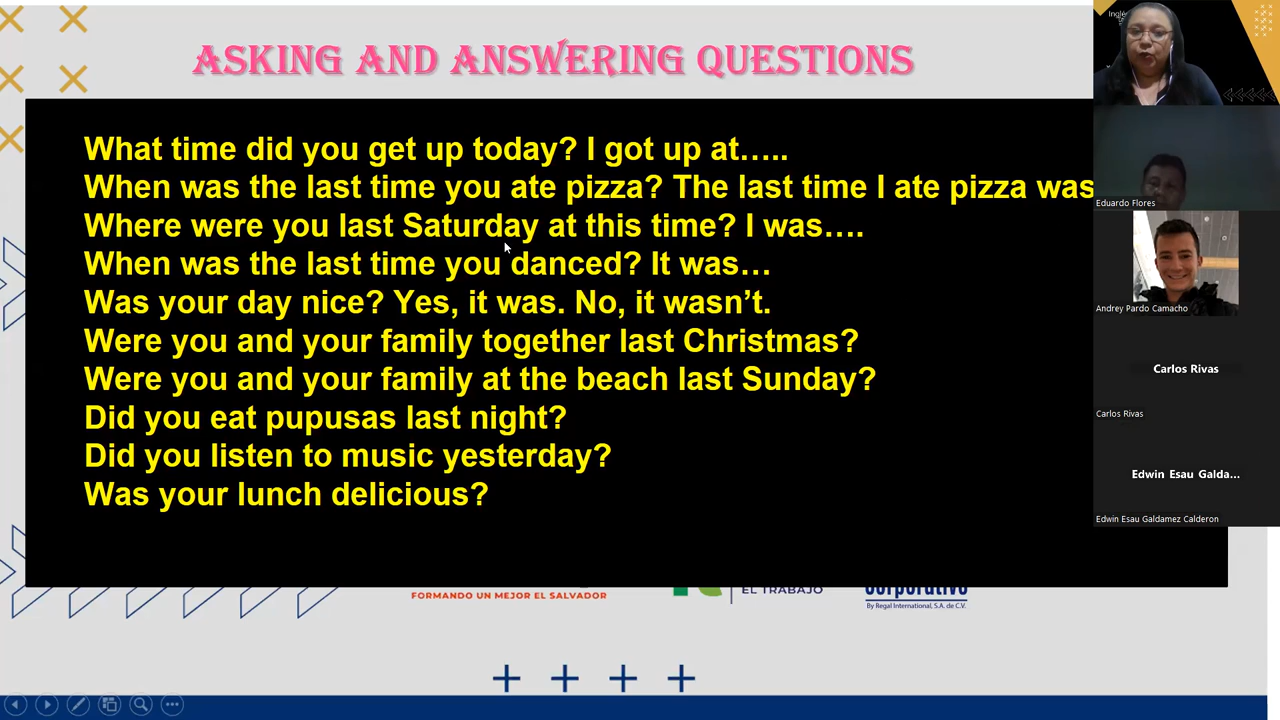 ASKING AND ANSWERING QUESTIONS
What time did you get up today? I got up at…..
When was the last time you ate pizza? The last time I ate pizza was
Where were you last Saturday at this time? I was….
When was the last time you danced? It was…
Was your day nice? Yes, it was. No, it wasn’t.
Were you and your family together last Christmas?
Were you and your family at the beach last Sunday?
Did you eat pupusas last night?
Did you listen to music yesterday?
Was your lunch delicious?
FORMANDO UN MEJOR EL SALVADOR
EL TRABAJO
Corporativo
By Regal International, S.A. de C.V.
Eduardo Flores
Andrey Pardo Camacho
Carlos Rivas
Carlos Rivas
Edwin Esau Galda...
Edwin Esau Galdamez Calderon